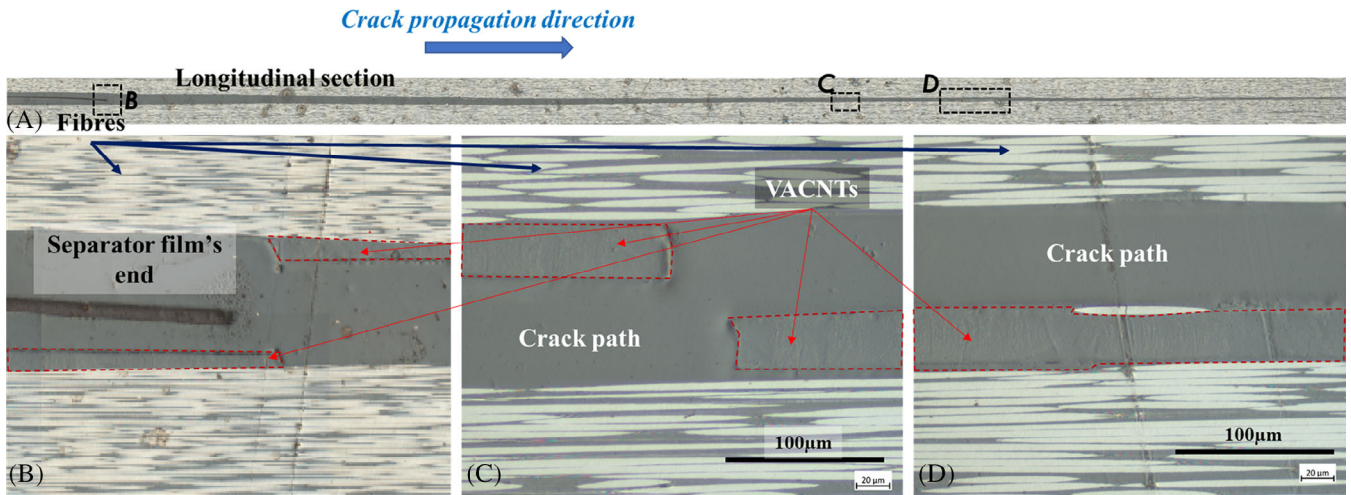 Crack propagation direction
Longitudinal section
B
C
D
(A)
Fibres
VACNTs
Separator film's
end
Crack path
Crack path
100µm
100µm
20 µm
20 µm
(B)
(C)
(D)